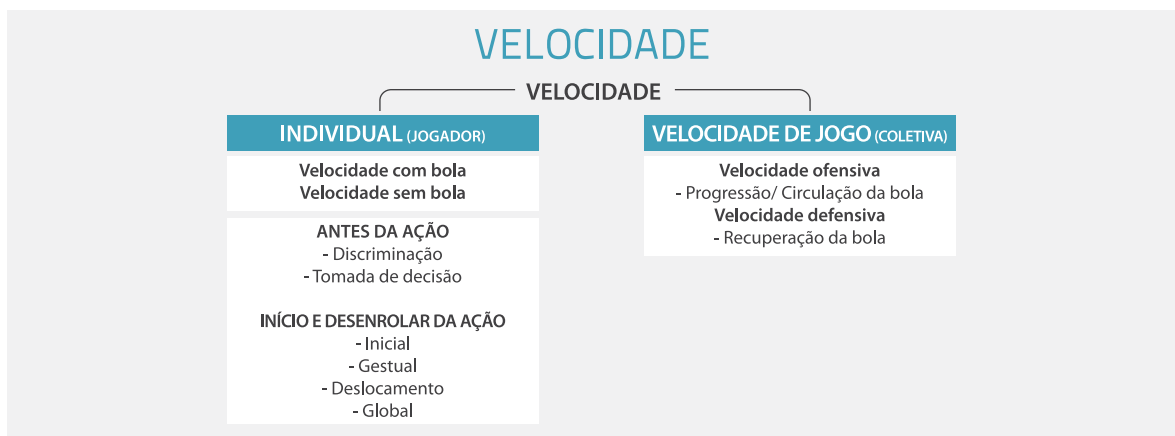 VELOCIDADE
VELOCIDADE
INDIVIDUAL (JOGADOR)
Velocidade com bola
Velocidade sem bola
ANTES DA AÇÃO
- Discriminação
- Tomada de decisão
INÍCIO E DESENROLAR DA AÇÃO
- Inicial
- Gestual
- Deslocamento
- Global
VELOCIDADE DE JOGO (COLETIVA)
Velocidade ofensiva
- Progressão/ Circulação da bola
Velocidade defensiva
- Recuperação da bola